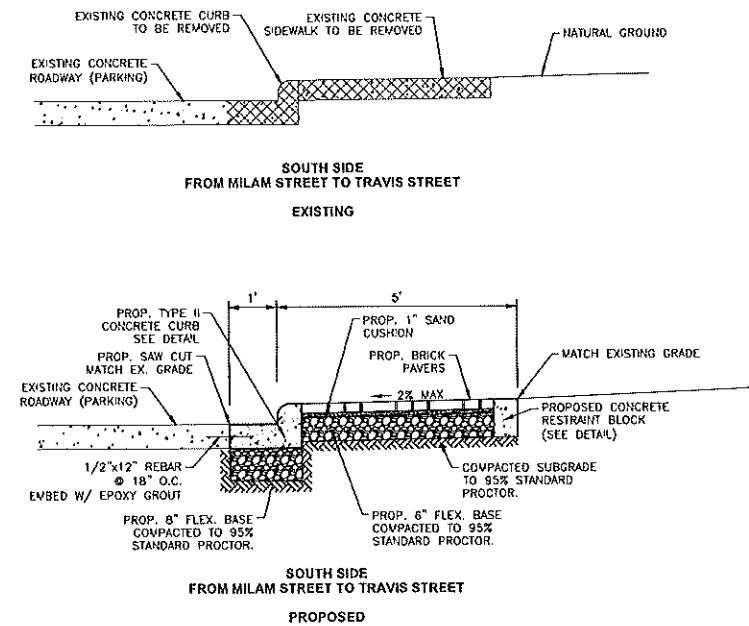 EXISTING CONCRETE CURB
TO BE REMOVED
EXISTING CONCRETE
SIDEWALK TO BE REMOVED
NATURAL GROUND
EXISTING CONCRETE
ROADWAY (PARKING)
SOUTH SIDE
FROM MILAM STREET TO TRAVIS STREET
EXISTING
1'
5'
PROP. TYPE II
CONCRETE CURB
SEE DETAIL
PROP. 1" SAND
CUSHION
PROP. SAW CUT
MATCH EX. GRADE
PROP. BRICK
PAVERS
MATCH EXISTING GRADE
EXISTING CONCRETE
ROADWAY (PARKING)
2% MAX
PROPOSED CONCRETE
RESTRAINT BLOCK
(SEE DETAIL)
1/2"x12" REBAR
@ 18" O.C.
EMBED W/ EPOXY GROUT
COMPACTED SUBGRADE
TO 95% STANDARD
PROCTOR.
PROP. 8" FLEX. BASE
COMPACTED TO 95%
STANDARD PROCTOR.
PROP. 6" FLEX. BASE
COMPACTED TO 95%
STANDARD PROCTOR.
SOUTH SIDE
FROM MILAM STREET TO TRAVIS STREET
PROPOSED